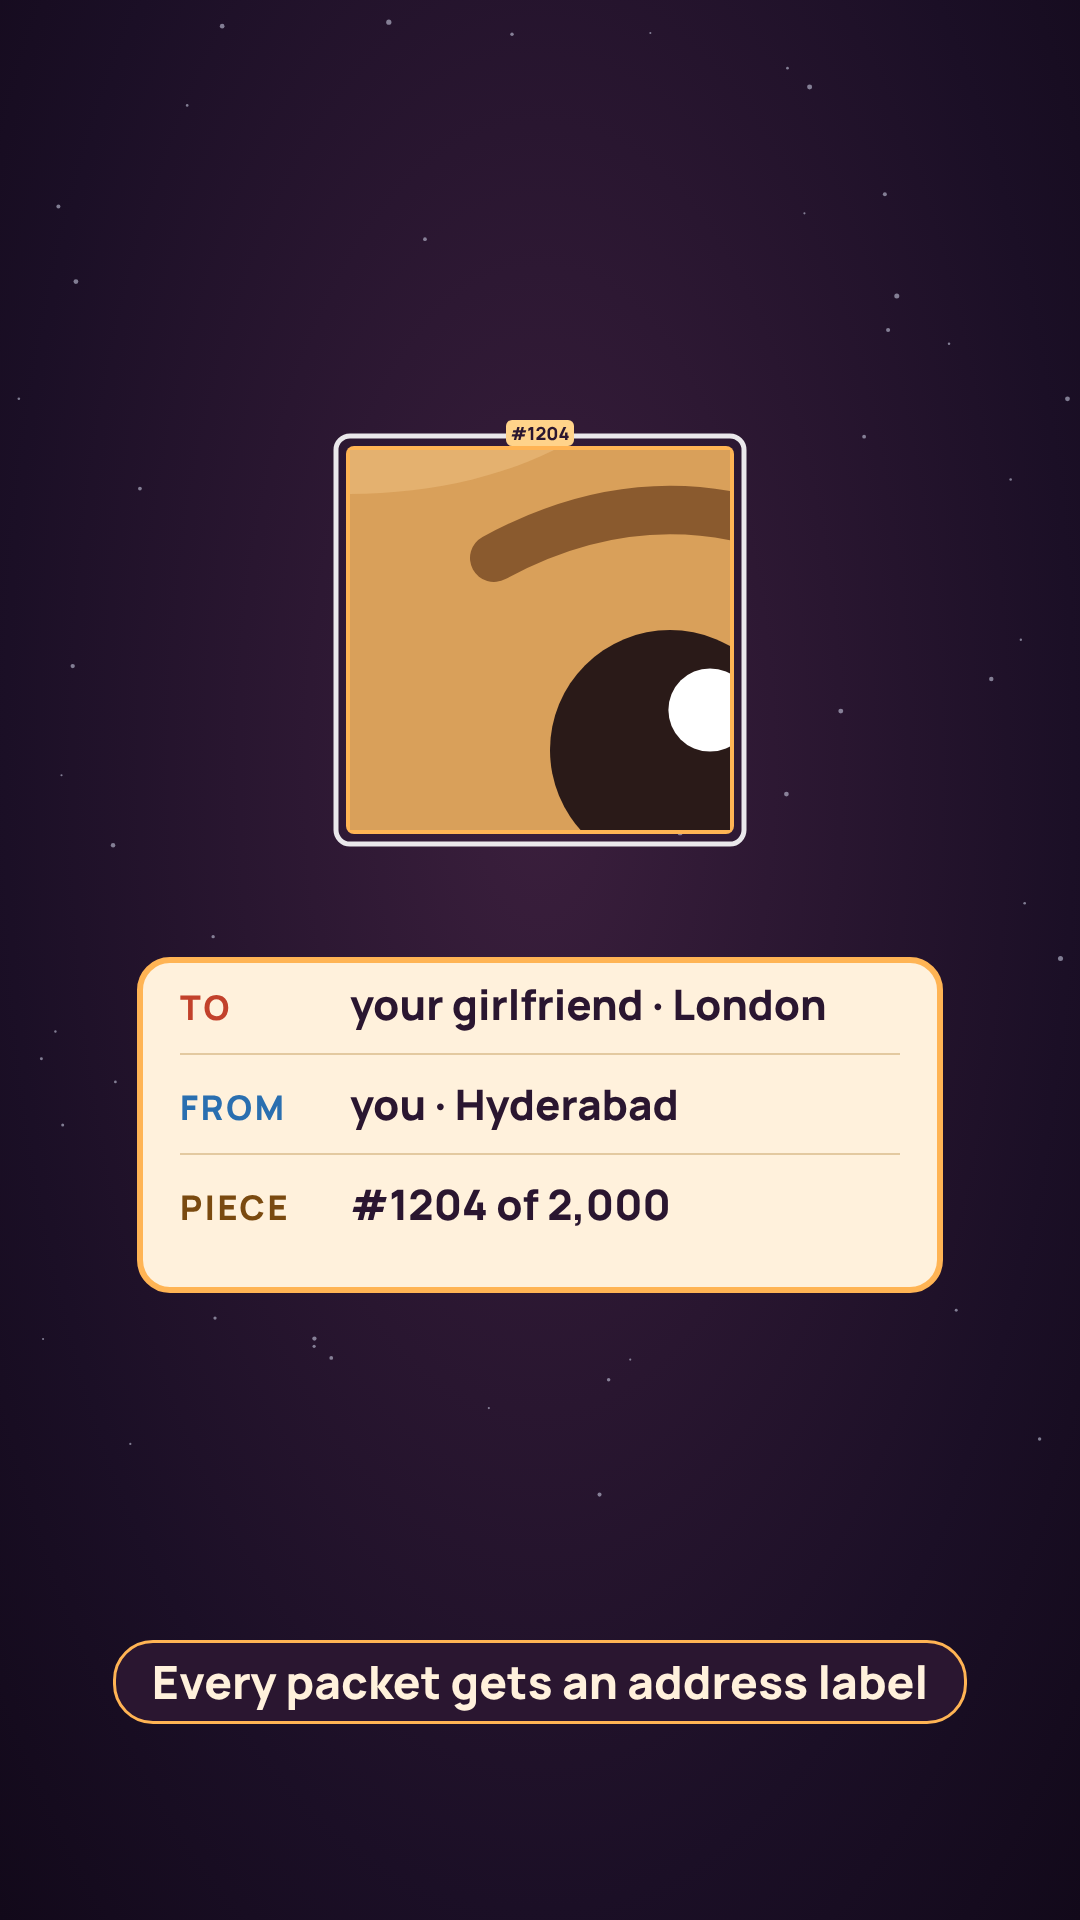 #1204
TO your girlfriend · London
FROM you · Hyderabad
PIECE #1204 of 2,000
Every packet gets an address label